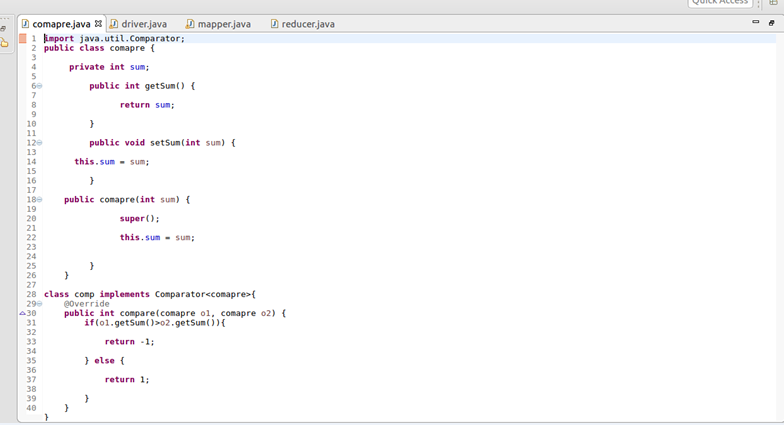 Quick Access
comapre.java driver.java mapper.java reducer.java
1 import java.util.Comparator;
2 public class comapre {
3
4 private int sum;
5
6 public int getSum() {
7
8 return sum;
9
10 }
11
12 public void setSum(int sum) {
13
14 this.sum = sum;
15
16 }
17
18 public comapre(int sum) {
19
20 super();
21
22 this.sum = sum;
23
24
25 }
26 }
27
28 class comp implements Comparator<comapre>{
29 @Override
30 public int compare(comapre o1, comapre o2) {
31 if(o1.getSum()>o2.getSum()){
32
33 return -1;
34
35 } else {
36
37 return 1;
38
39 }
40 }
}